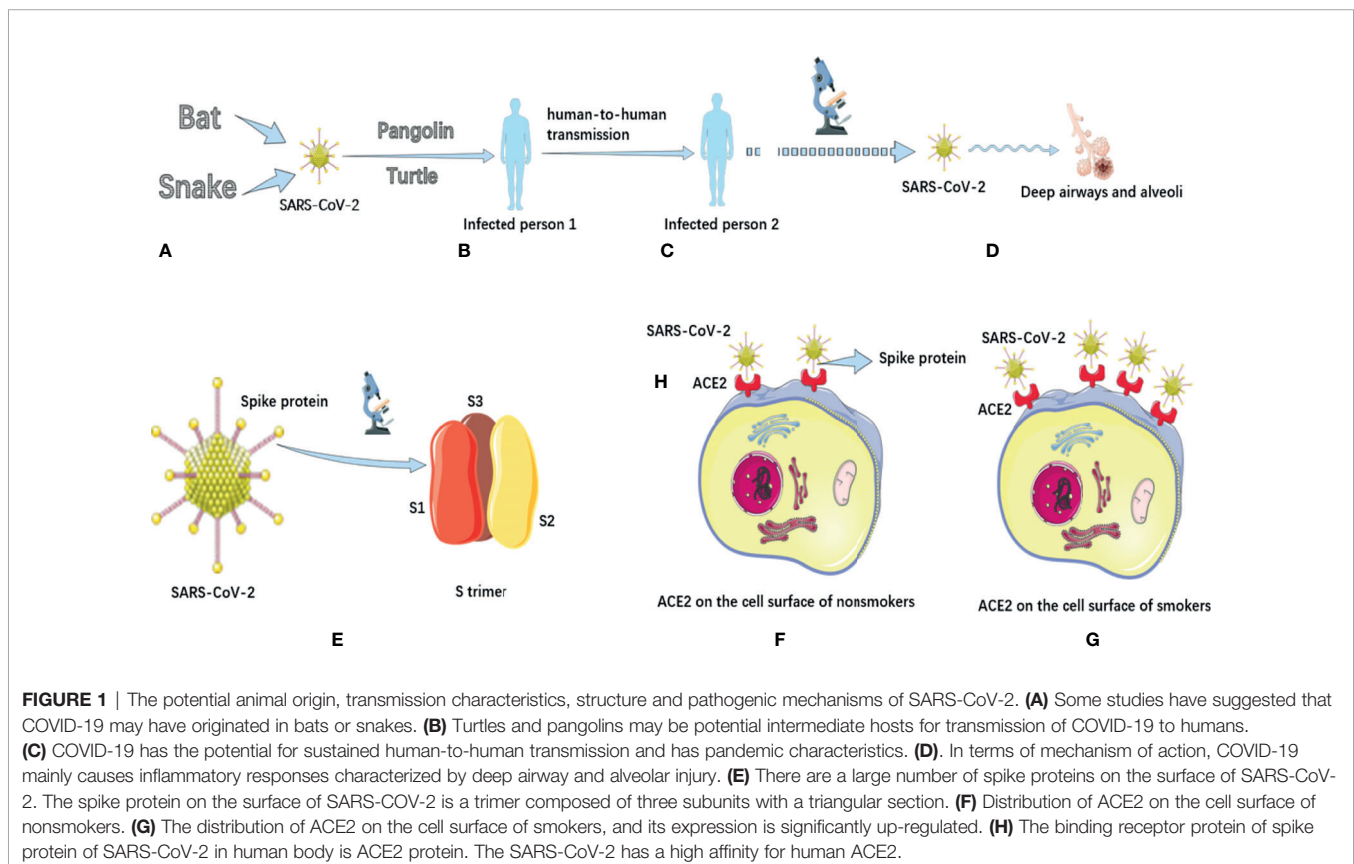 Bat
Snake
SARS-CoV-2
Pangolin
Turtle
Infected person 1
human-to-human
transmission
Infected person 2
SARS-CoV-2
Deep airways and alveoli
A
B
C
D
Spike protein
SARS-CoV-2
S3
S1
S2
S trimer
E
SARS-CoV-2
Spike protein
H
ACE2
ACE2 on the cell surface of nonsmokers
F
SARS-CoV-2
ACE2
ACE2 on the cell surface of smokers
G
FIGURE 1 | The potential animal origin, transmission characteristics, structure and pathogenic mechanisms of SARS-CoV-2. (A) Some studies have suggested that
COVID-19 may have originated in bats or snakes. (B) Turtles and pangolins may be potential intermediate hosts for transmission of COVID-19 to humans.
(C) COVID-19 has the potential for sustained human-to-human transmission and has pandemic characteristics. (D). In terms of mechanism of action, COVID-19
mainly causes inflammatory responses characterized by deep airway and alveolar injury. (E) There are a large number of spike proteins on the surface of SARS-CoV-
2. The spike protein on the surface of SARS-COV-2 is a trimer composed of three subunits with a triangular section. (F) Distribution of ACE2 on the cell surface of
nonsmokers. (G) The distribution of ACE2 on the cell surface of smokers, and its expression is significantly up-regulated. (H) The binding receptor protein of spike
protein of SARS-CoV-2 in human body is ACE2 protein. The SARS-CoV-2 has a high affinity for human ACE2.